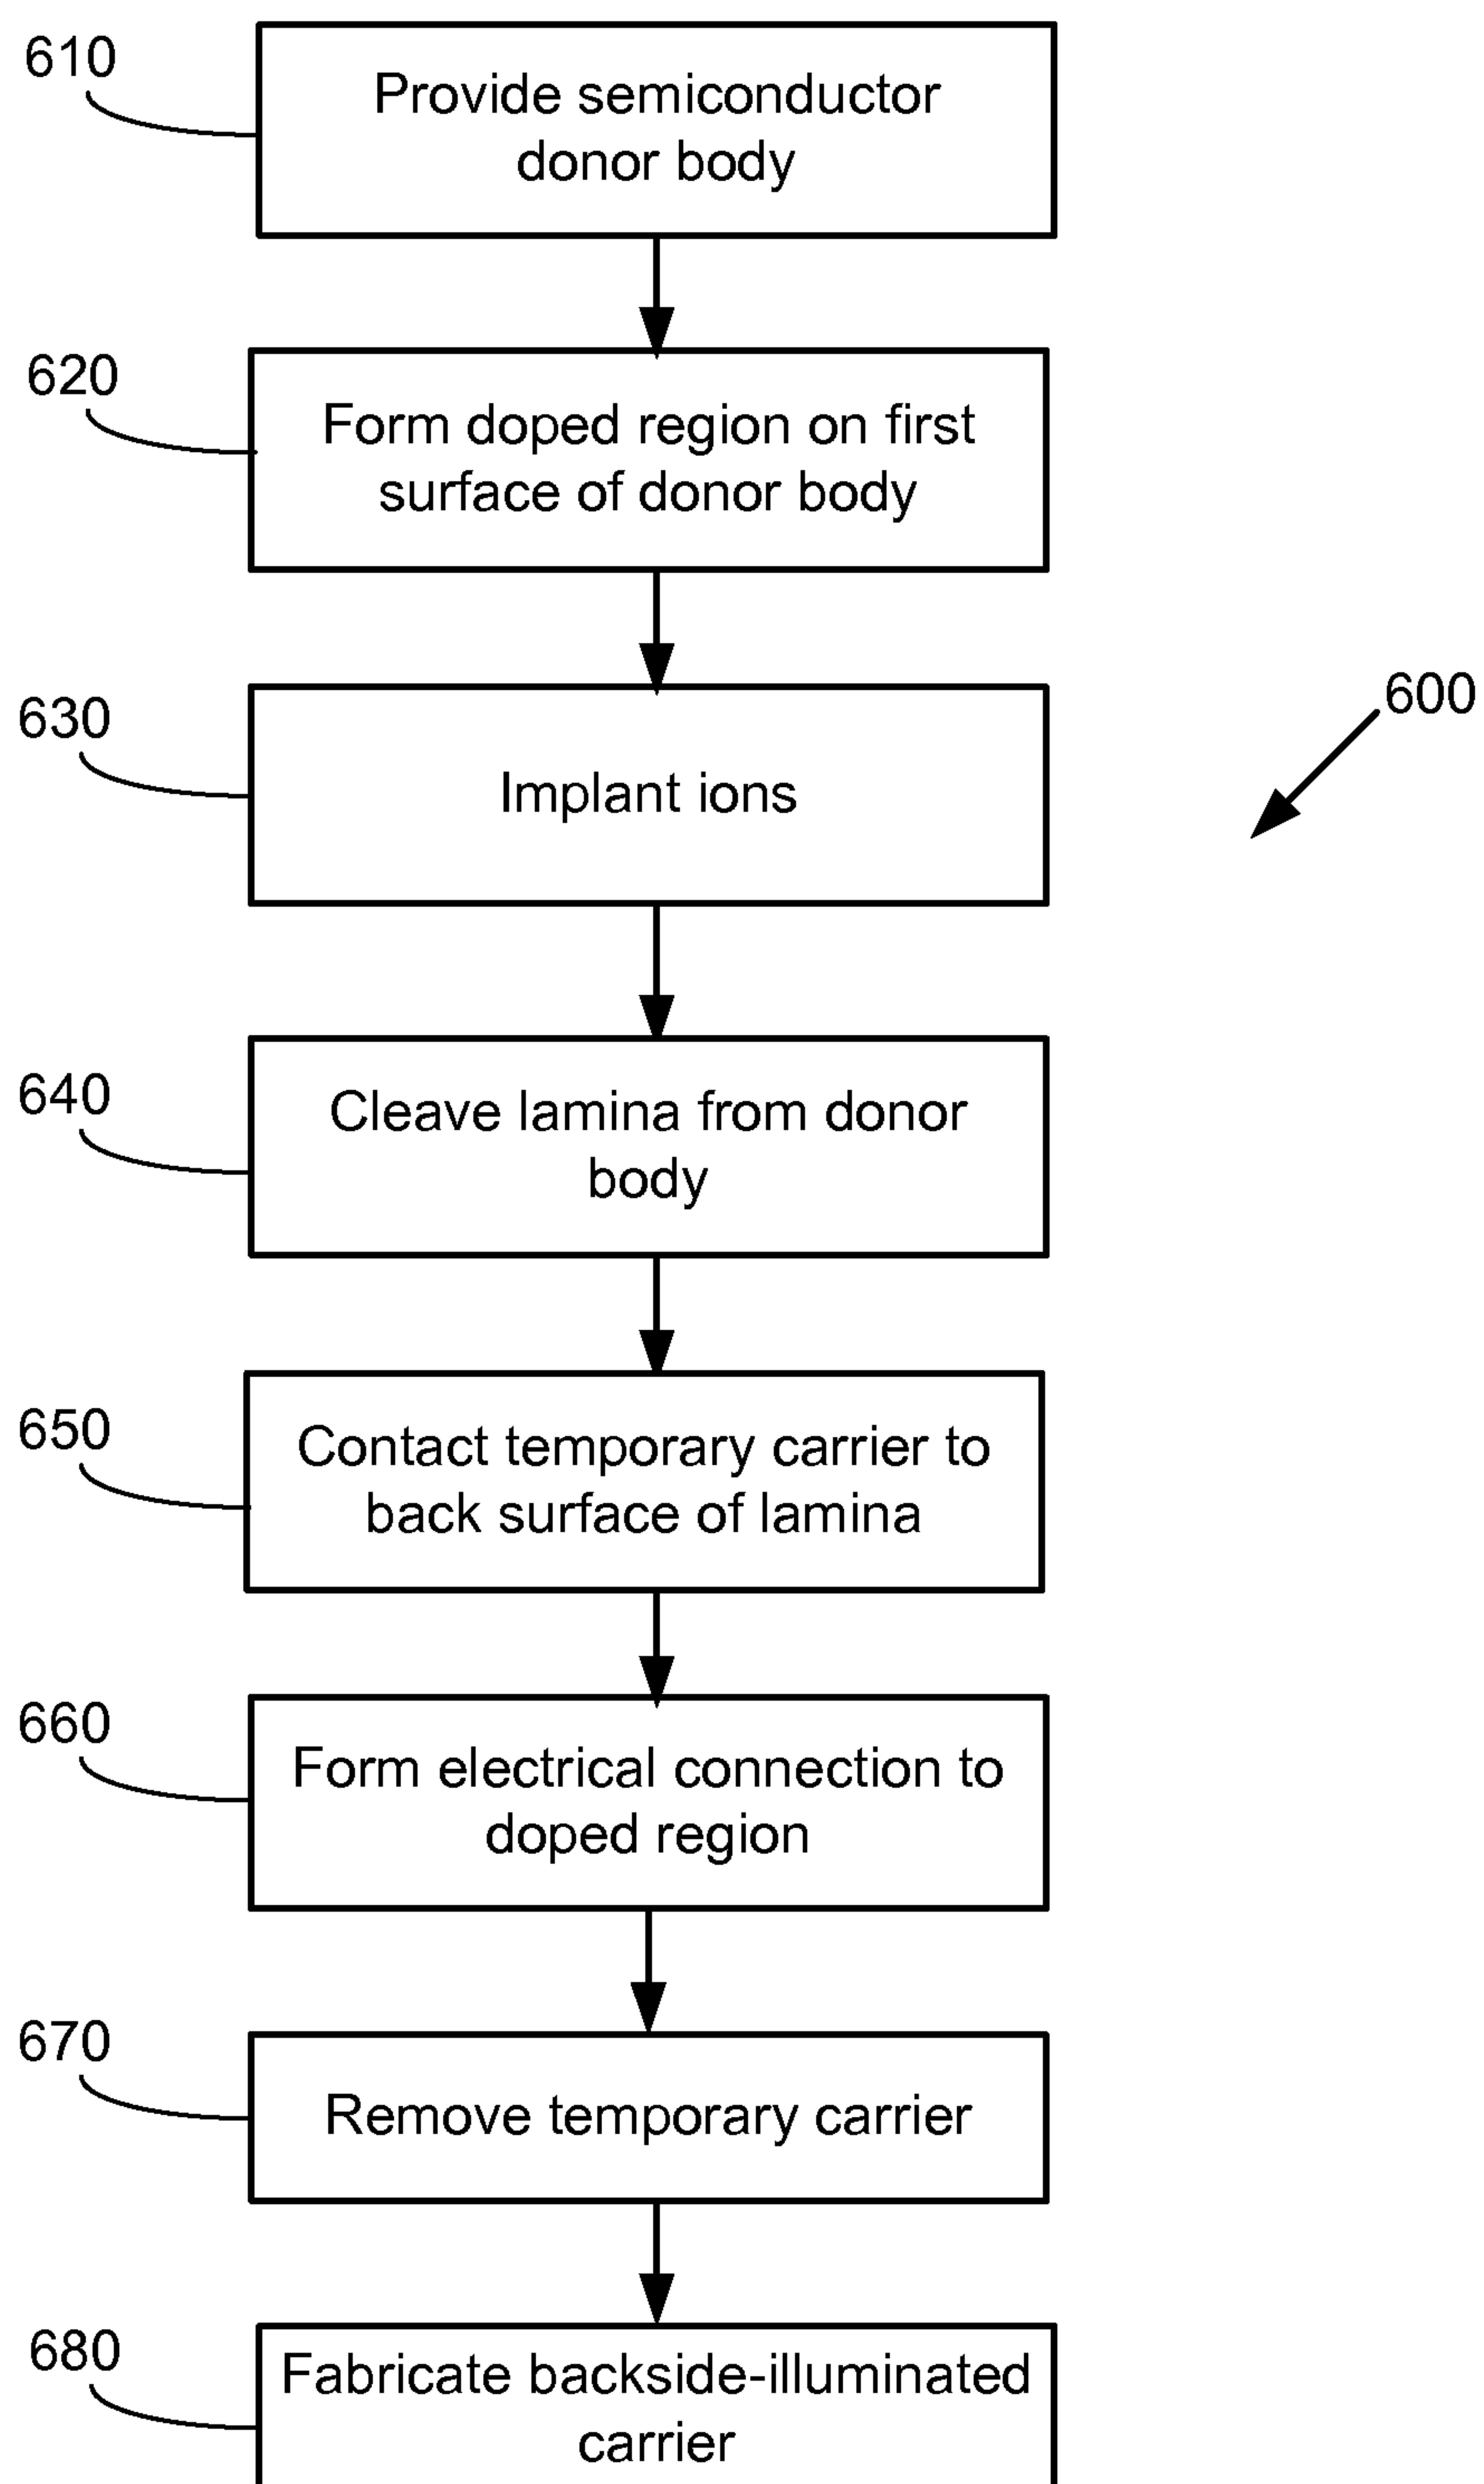 610
Provide semiconductor
donor body
620
Form doped region on first
surface of donor body
630
Implant ions
600
640
Cleave lamina from donor
body
650
Contact temporary carrier to
back surface of lamina
660
Form electrical connection to
doped region
670
Remove temporary carrier
680
Fabricate backside-illuminated
carrier